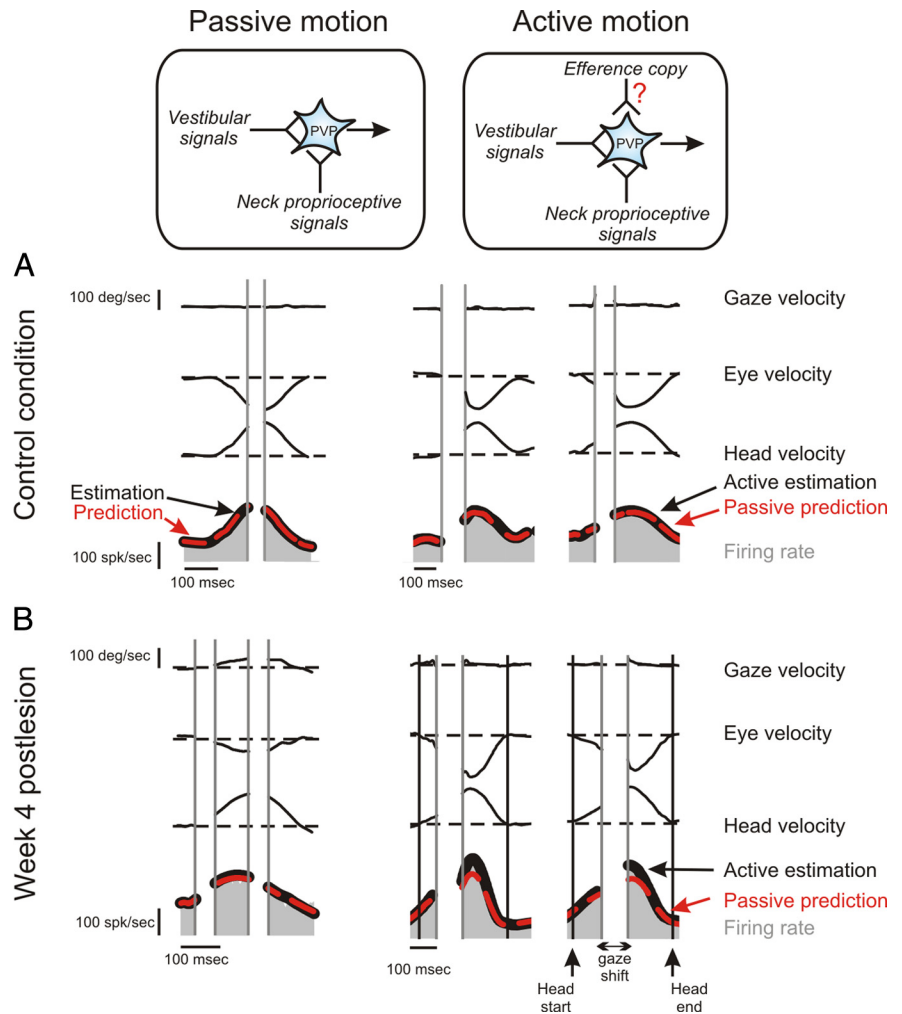 Passive motion
Active motion
Vestibular
signals
PVP
Neck proprioceptive
signals
Efference copy
?
Vestibular
signals
PVP
Neck proprioceptive
signals
A
Control condition
100 deg/sec
Gaze velocity
Eye velocity
Head velocity
Estimation
Prediction
Active estimation
Passive prediction
Firing rate
100 spk/sec
100 msec
100 msec
B
Week 4 postlesion
100 deg/sec
Gaze velocity
Eye velocity
Head velocity
Active estimation
Passive prediction
Firing rate
100 spk/sec
100 msec
100 msec
gaze
shift
Head
start
Head
end